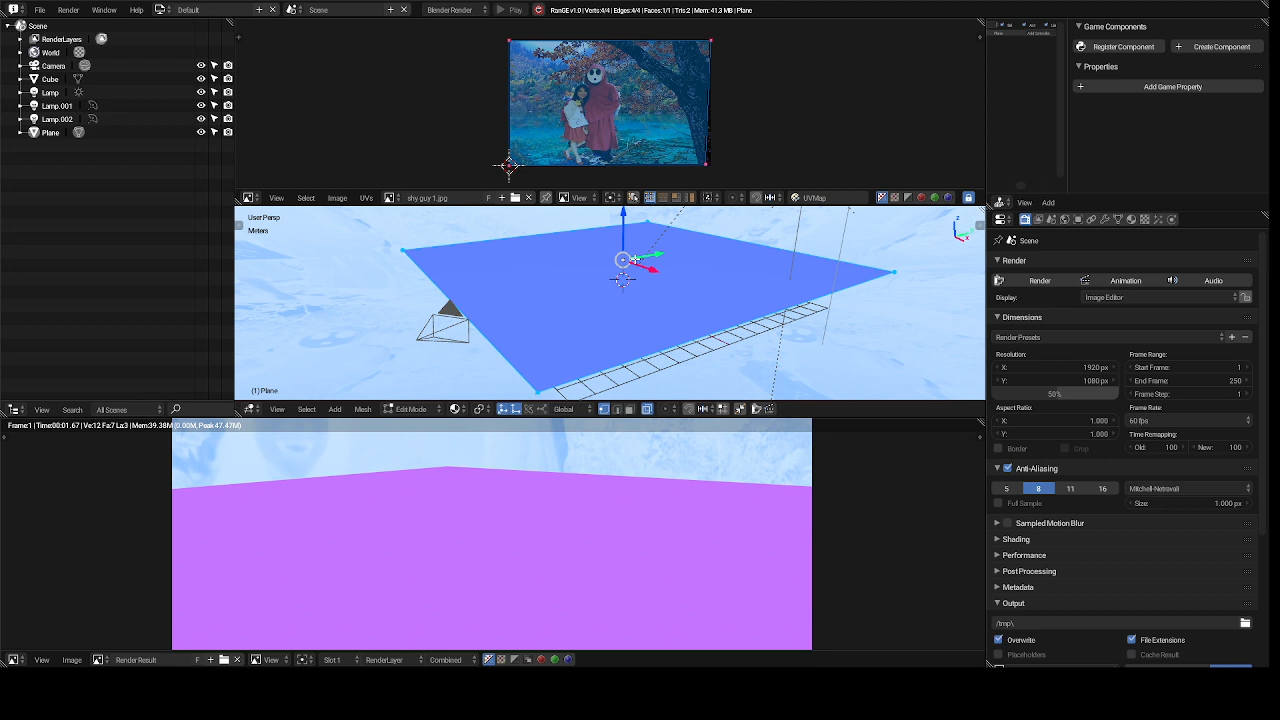 File Render Window Help Default Scene Blender Render Play RanGE v1.0 | Verts:4/4 | Edges:4/4 | Faces:1/1 | Tris:2 | Mem: 41.3 MB | Plane
Scene
RenderLayers
World
Camera
Cube
Lamp
Lamp.001
Lamp.002
Plane
View Search All Scenes
View Select Image UVs shy guy 1.jpg F View UVMap
User Persp
Meters
(1) Plane
View Select Add Mesh Edit Mode Global
Frame:1 | Time:00:01.67 | Ve:12 Fa:7 La:3 | Mem:39.38M (0.00M, Peak 47.47M)
View Image Render Result F View Slot 1 RenderLayer Combined
Game Components
Register Component Create Component
Properties
Add Game Property
View Add
Scene
Render
Render Animation Audio
Display: Image Editor
Dimensions
Render Presets
Resolution: Frame Range:
X: 1920 px Start Frame: 1
Y: 1080 px End Frame: 250
50% Frame Step: 1
Aspect Ratio: Frame Rate:
X: 1.000 60 fps
Y: 1.000 Time Remapping:
Border Crop Old: 100 New: 100
Anti-Aliasing
5 8 11 16 Mitchell-Netravali
Full Sample Size: 1.000 px
Sampled Motion Blur
Shading
Performance
Post Processing
Metadata
Output
/tmp\
Overwrite File Extensions
Placeholders Cache Result